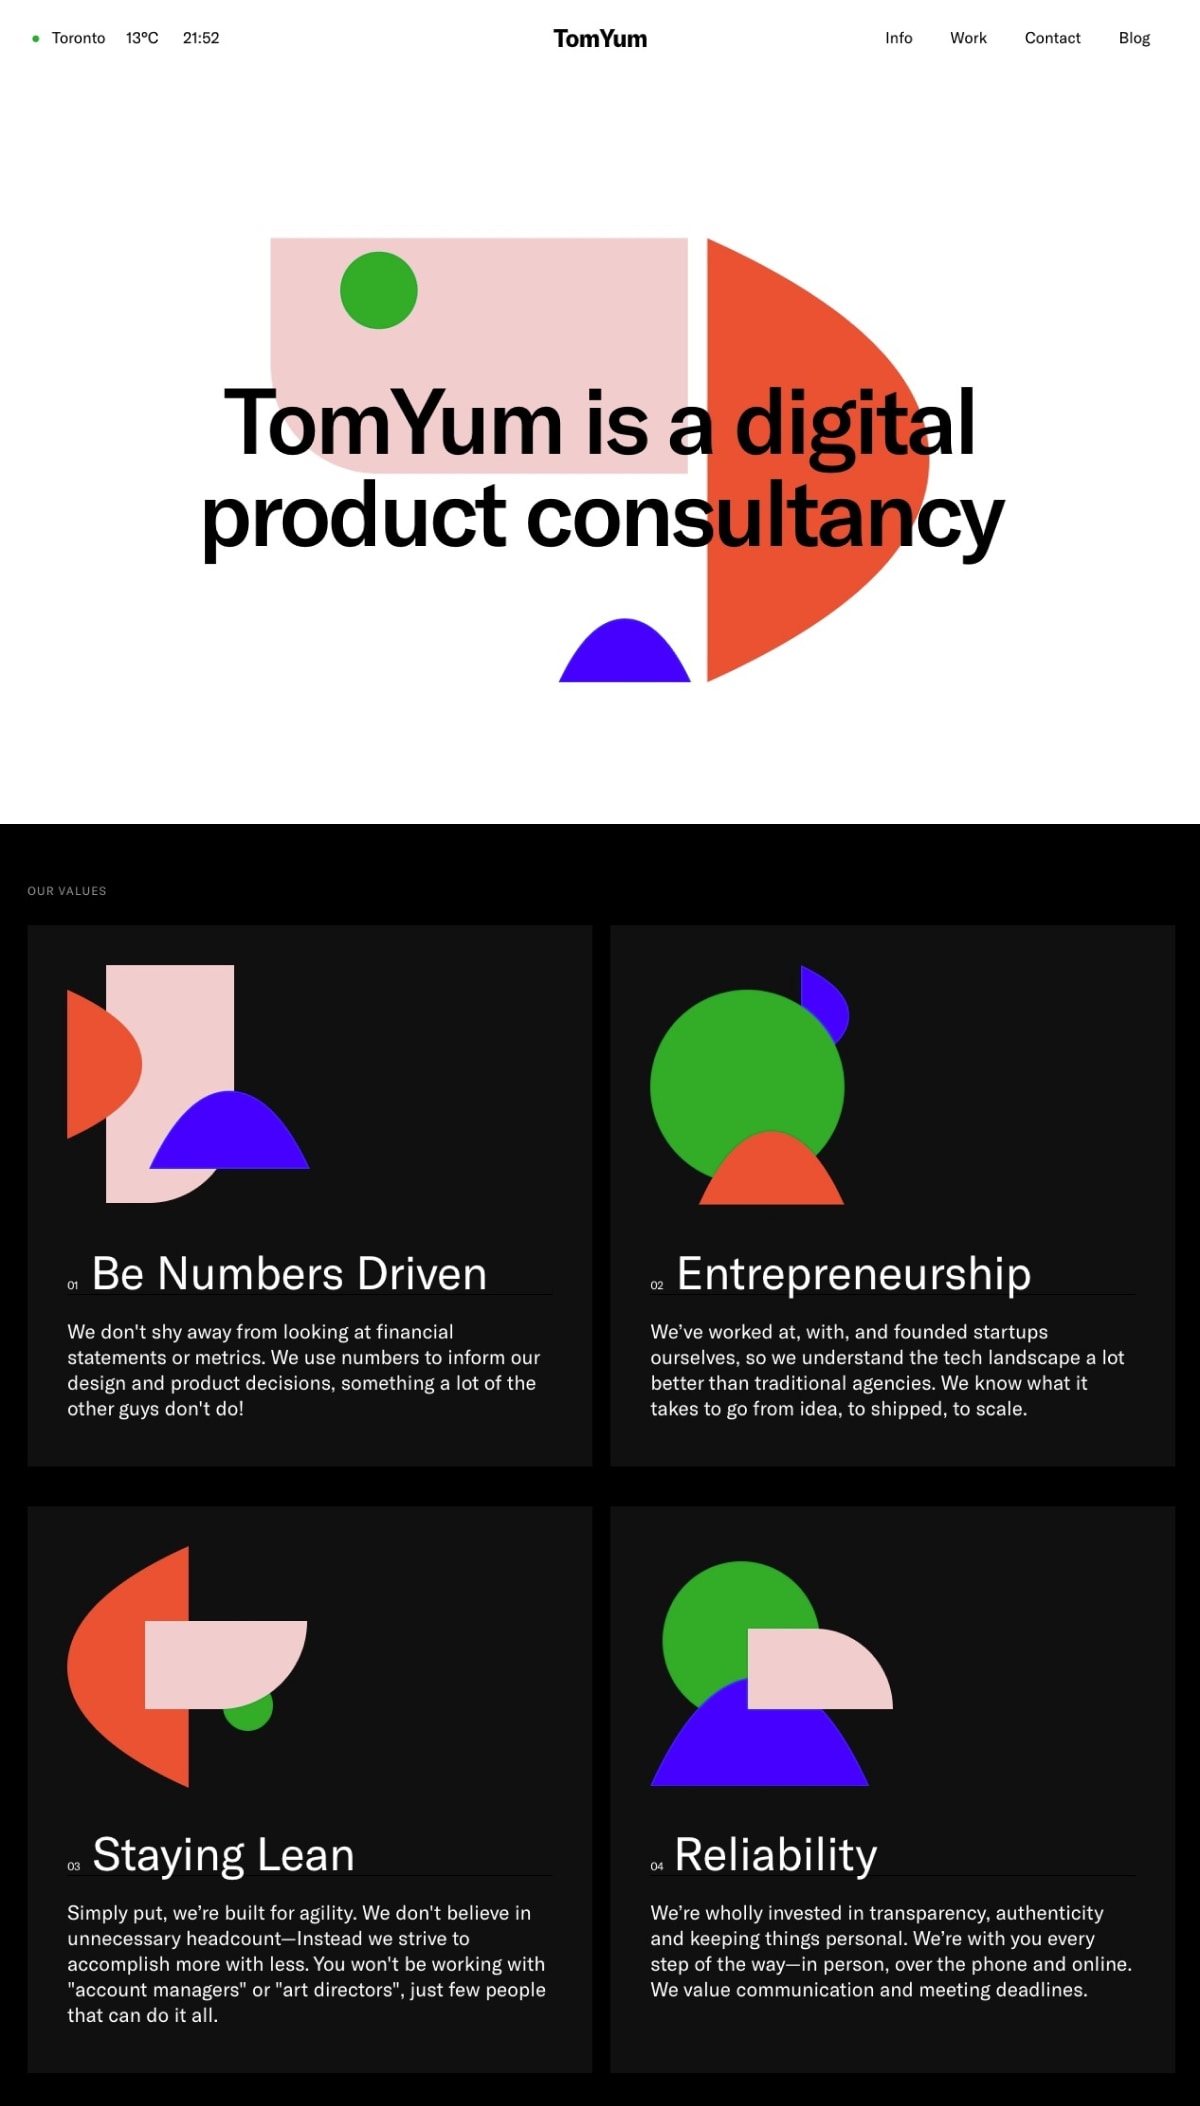 Toronto 13°C 21:52 TomYum Info Work Contact Blog
TomYum is a digital
product consultancy
OUR VALUES
01 Be Numbers Driven
We don't shy away from looking at financial
statements or metrics. We use numbers to inform our
design and product decisions, something a lot of the
other guys don't do!
02 Entrepreneurship
We’ve worked at, with, and founded startups
ourselves, so we understand the tech landscape a lot
better than traditional agencies. We know what it
takes to go from idea, to shipped, to scale.
03 Staying Lean
Simply put, we’re built for agility. We don't believe in
unnecessary headcount—Instead we strive to
accomplish more with less. You won't be working with
"account managers" or "art directors", just few people
that can do it all.
04 Reliability
We’re wholly invested in transparency, authenticity
and keeping things personal. We’re with you every
step of the way—in person, over the phone and online.
We value communication and meeting deadlines.